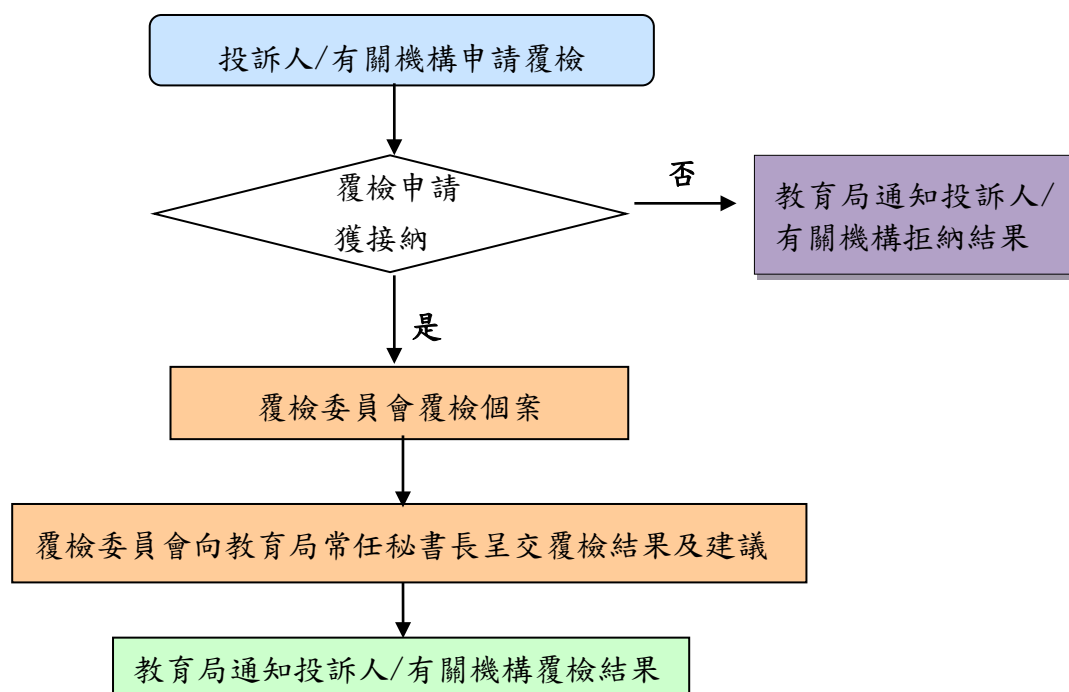 投訴人/有關機構申請覆檢
覆檢申請
獲接納
否
教育局通知投訴人/
有關機構拒納結果
是
覆檢委員會覆檢個案
覆檢委員會向教育局常任秘書長呈交覆檢結果及建議
教育局通知投訴人/有關機構覆檢結果